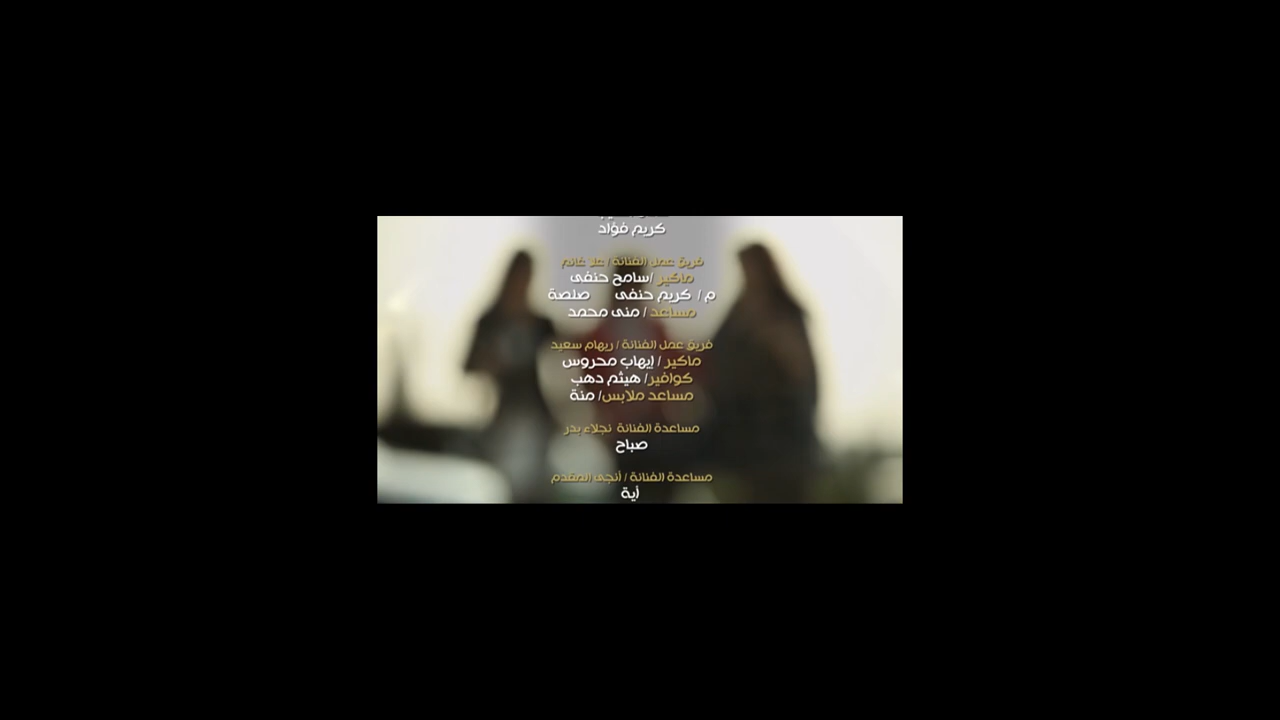 كريم فؤاد
فريق عمل الفنانة / علا غانم
ماكير /سامح حنفى
م / كريم حنفى صلصة
مساعد / منى محمد
فريق عمل الفنانة / ريهام سعيد
ماكير / إيهاب محروس
كوافير/ هيثم دهب
مساعد ملابس/ منة
مساعدة الفنانة نجلاء بدر
صباح
مساعدة الفنانة / أنجى المقدم
أية